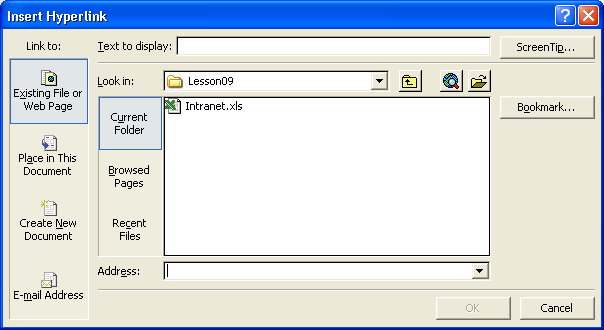 Insert Hyperlink
Link to:
Text to display:
ScreenTip...
Existing File or
Web Page
Look in:
Lesson09
Bookmark...
Current
Folder
Intranet.xls
Place in This
Document
Browsed
Pages
Create New
Document
Recent
Files
E-mail Address
Address:
OK
Cancel